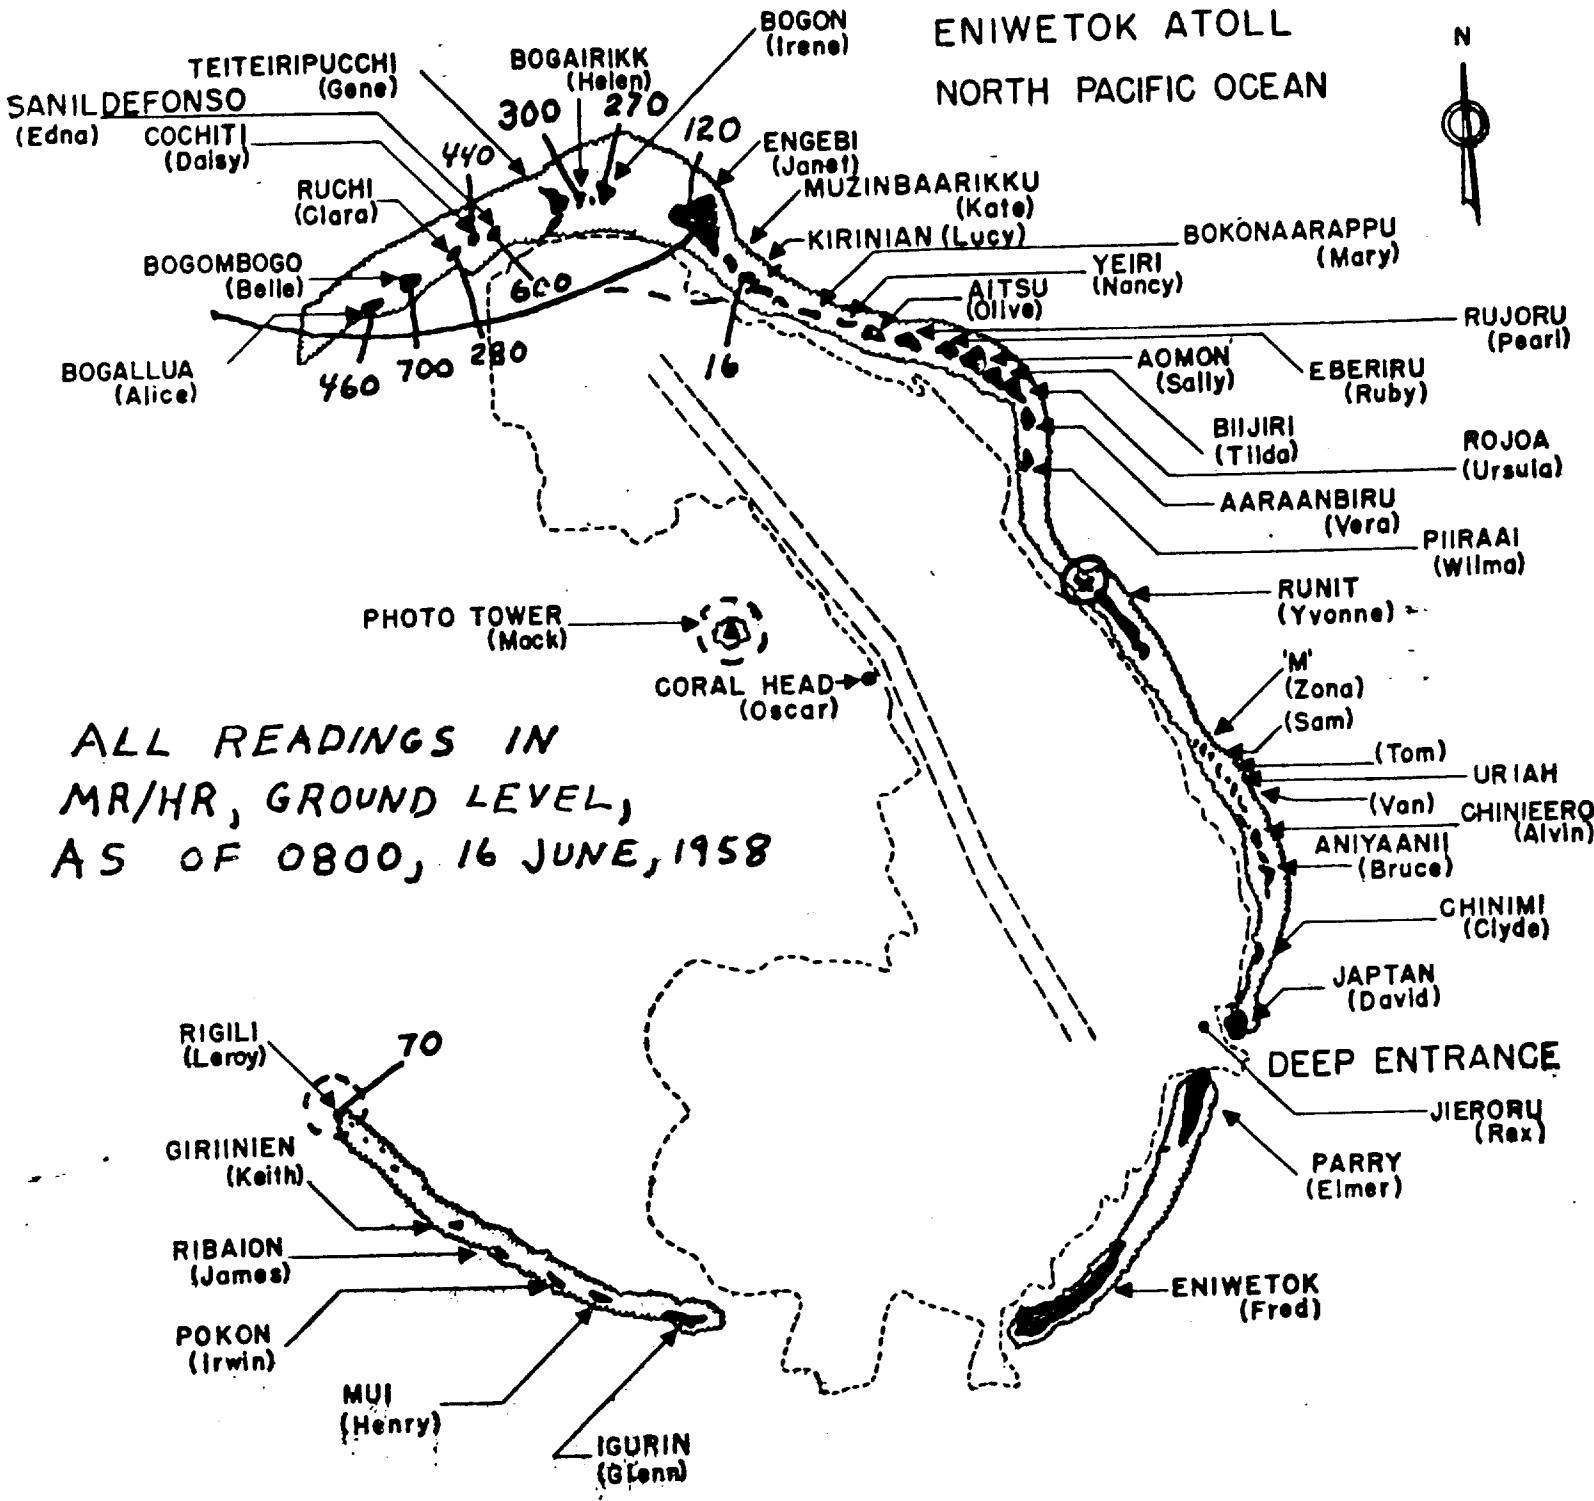 ENIWETOK ATOLL
NORTH PACIFIC OCEAN
N
BOGON
(Irene)
BOGAIRIKK
(Helen)
TEITEIRIPUCCHI
(Gene)
SANILDEFONSO
(Edna)
COCHITI
(Daisy)
RUCHI
(Clara)
BOGOMBOGO
(Belle)
BOGALLUA
(Alice)
300
270
120
440
600
280
700
460
16
ENGEBI
(Janet)
MUZINBAARIKKU
(Kate)
KIRINIAN (Lucy)
BOKONAARAPPU
(Mary)
YEIRI
(Nancy)
AITSU
(Olive)
RUJORU
(Pearl)
EBERIRU
(Ruby)
AOMON
(Sally)
BIIJIRI
(Tilda)
ROJOA
(Ursula)
AARAANBIRU
(Vera)
PIIRAAI
(Wilma)
RUNIT
(Yvonne)
PHOTO TOWER
(Mack)
CORAL HEAD
(Oscar)
'M'
(Zona)
(Sam)
(Tom)
URIAH
(Van)
CHINIEERO
(Alvin)
ANIYAANII
(Bruce)
CHINIMI
(Clyde)
JAPTAN
(David)
ALL READINGS IN
MR/HR, GROUND LEVEL,
AS OF 0800, 16 JUNE, 1958
DEEP ENTRANCE
JIERORU
(Rex)
PARRY
(Elmer)
ENIWETOK
(Fred)
RIGILI
(Leroy)
70
GIRIINIEN
(Keith)
RIBAION
(James)
POKON
(Irwin)
MUI
(Henry)
IGURIN
(Glenn)